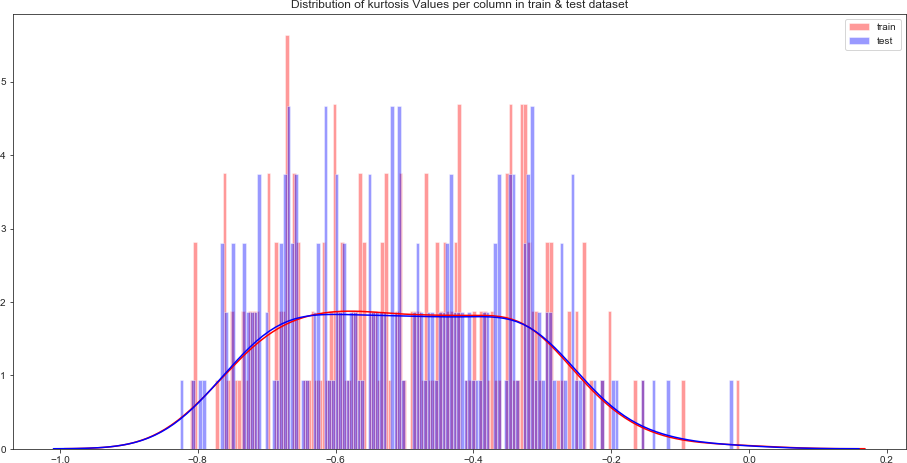 Distribution of kurtosis Values per column in train & test dataset
train
test
5
4
3
2
1
0
−1.0 −0.8 −0.6 −0.4 −0.2 0.0 0.2